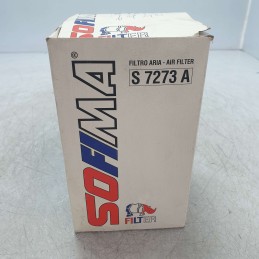 SOFIMA®
FILTRO ARIA - AIR FILTER
S 7273 A
FILTER